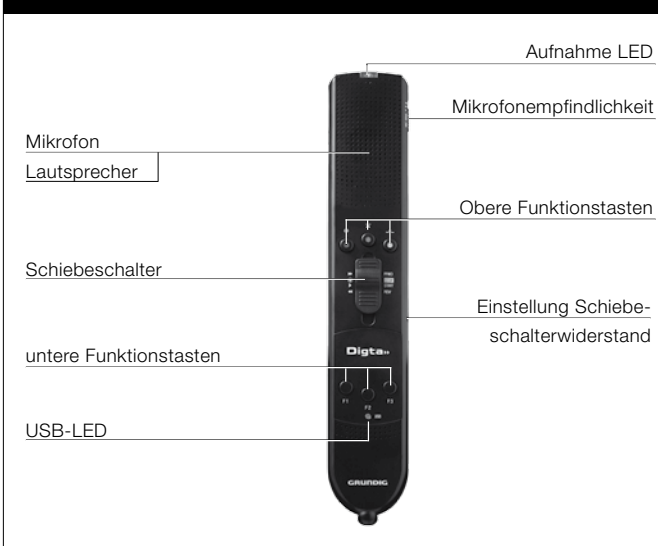 Aufnahme LED
Mikrofonempfindlichkeit
Mikrofon
Lautsprecher
Obere Funktionstasten
Schiebeschalter
Einstellung Schiebe-
schalterwiderstand
Digta
untere Funktionstasten
F1
F2
F3
USB-LED
GRUNDIG